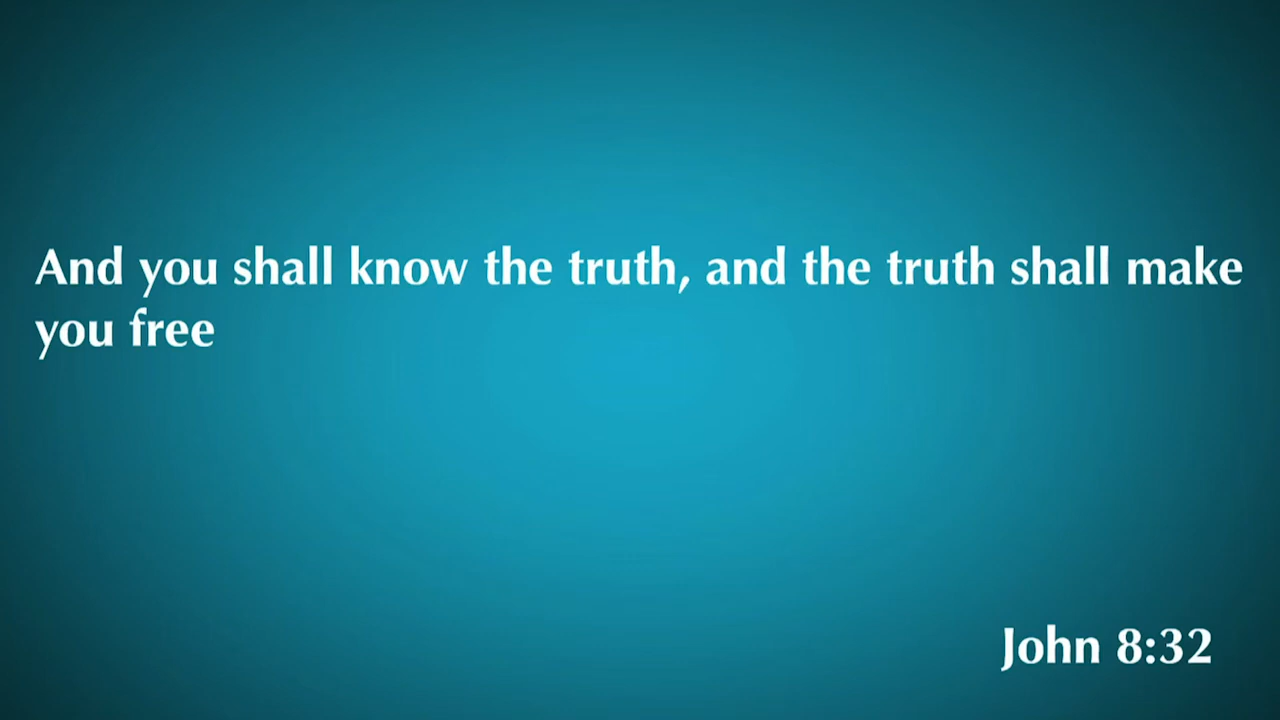 And you shall know the truth, and the truth shall make
you free
John 8:32